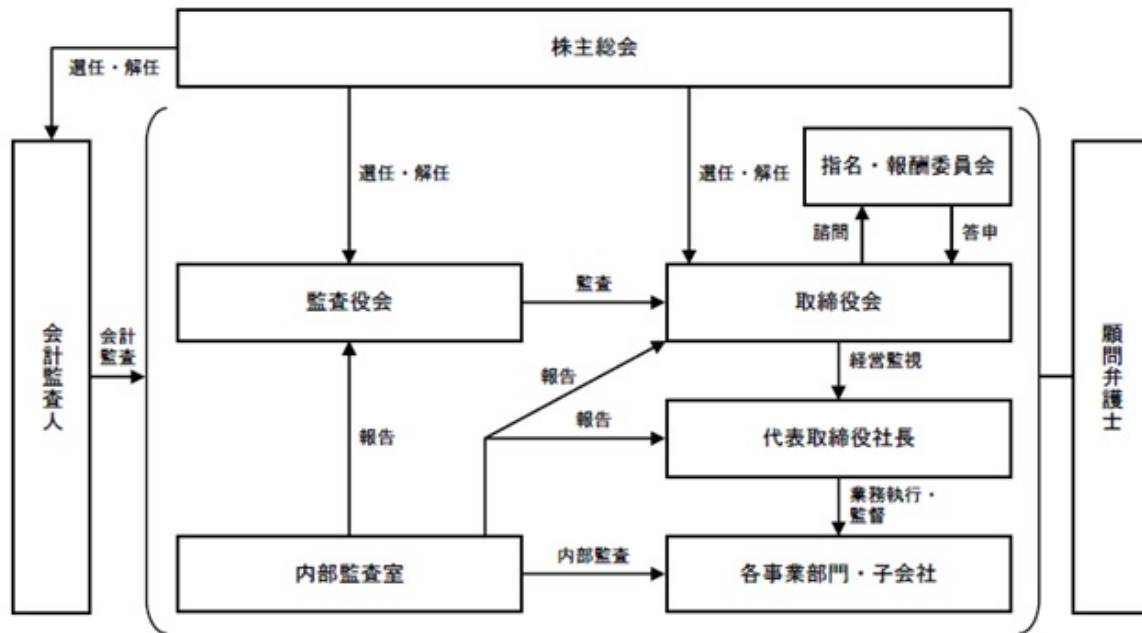 株主総会
選任・解任
選任・解任
選任・解任
指名・報酬委員会
諮問
答申
監査役会
監査
取締役会
会計監査人
会計
監査
顧問弁護士
報告
経営監視
報告
報告
代表取締役社長
業務執行・
監督
内部監査室
内部監査
各事業部門・子会社